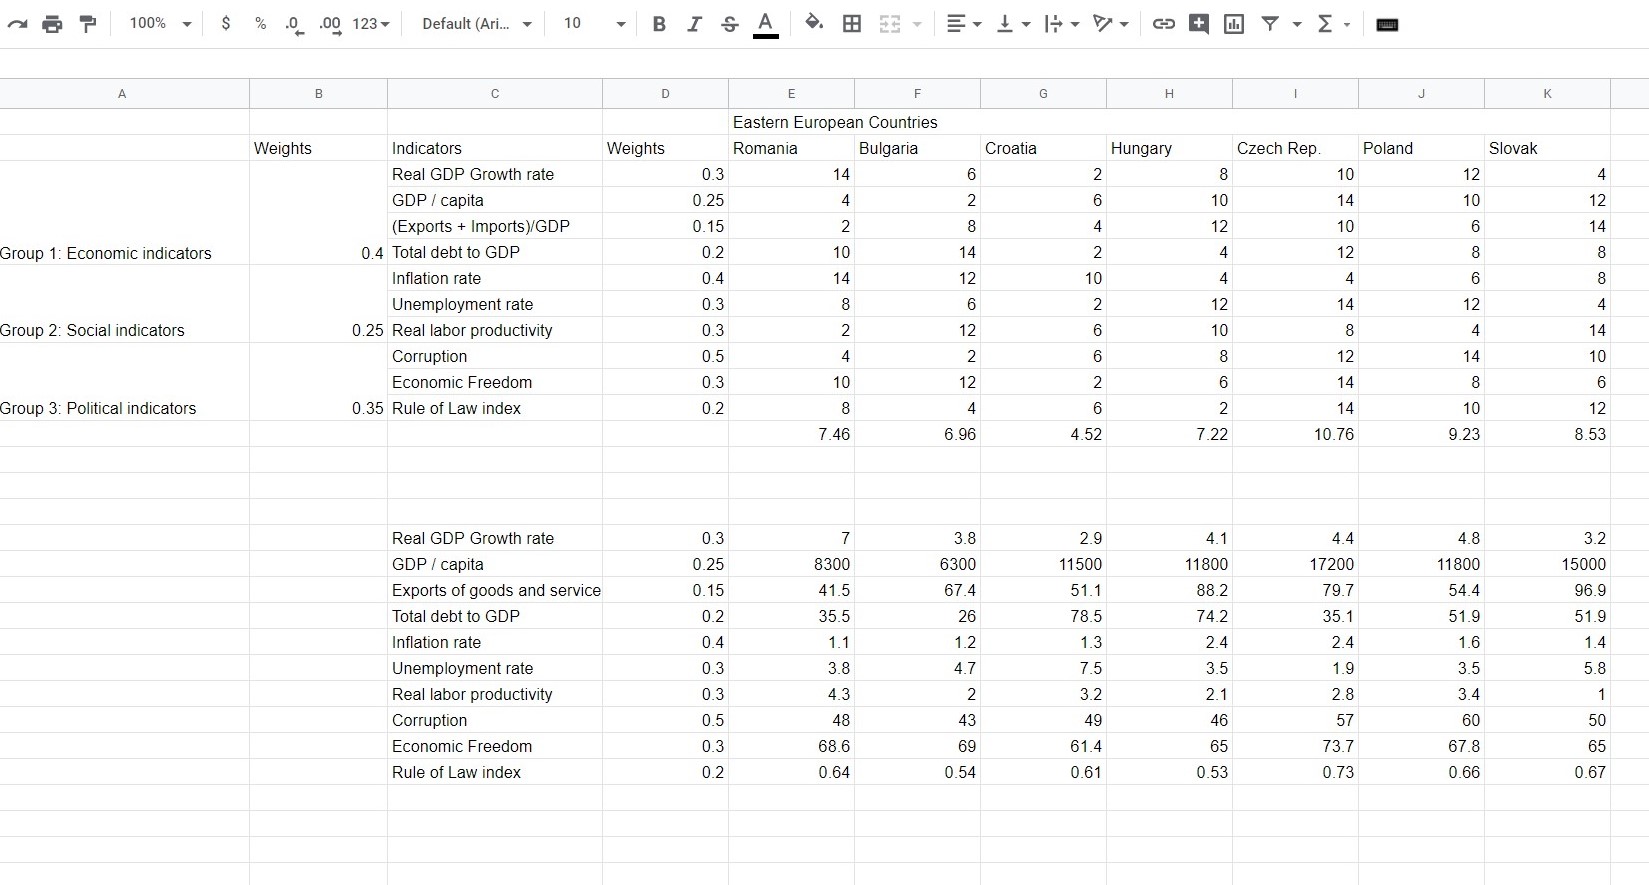 100% $ % .0 .00 123 Default (Ari... 10 B I S A
A B C D E F G H I J K
Eastern European Countries
Weights Indicators Weights Romania Bulgaria Croatia Hungary Czech Rep. Poland Slovak
Real GDP Growth rate 0.3 14 6 2 8 10 12 4
GDP / capita 0.25 4 2 6 10 14 10 12
(Exports + Imports)/GDP 0.15 2 8 4 12 10 6 14
Group 1: Economic indicators 0.4 Total debt to GDP 0.2 10 14 2 4 12 8 8
Inflation rate 0.4 14 12 10 4 4 6 8
Unemployment rate 0.3 8 6 2 12 14 12 4
Group 2: Social indicators 0.25 Real labor productivity 0.3 2 12 6 10 8 4 14
Corruption 0.5 4 2 6 8 12 14 10
Economic Freedom 0.3 10 12 2 6 14 8 6
Group 3: Political indicators 0.35 Rule of Law index 0.2 8 4 6 2 14 10 12
7.46 6.96 4.52 7.22 10.76 9.23 8.53
Real GDP Growth rate 0.3 7 3.8 2.9 4.1 4.4 4.8 3.2
GDP / capita 0.25 8300 6300 11500 11800 17200 11800 15000
Exports of goods and service 0.15 41.5 67.4 51.1 88.2 79.7 54.4 96.9
Total debt to GDP 0.2 35.5 26 78.5 74.2 35.1 51.9 51.9
Inflation rate 0.4 1.1 1.2 1.3 2.4 2.4 1.6 1.4
Unemployment rate 0.3 3.8 4.7 7.5 3.5 1.9 3.5 5.8
Real labor productivity 0.3 4.3 2 3.2 2.1 2.8 3.4 1
Corruption 0.5 48 43 49 46 57 60 50
Economic Freedom 0.3 68.6 69 61.4 65 73.7 67.8 65
Rule of Law index 0.2 0.64 0.54 0.61 0.53 0.73 0.66 0.67